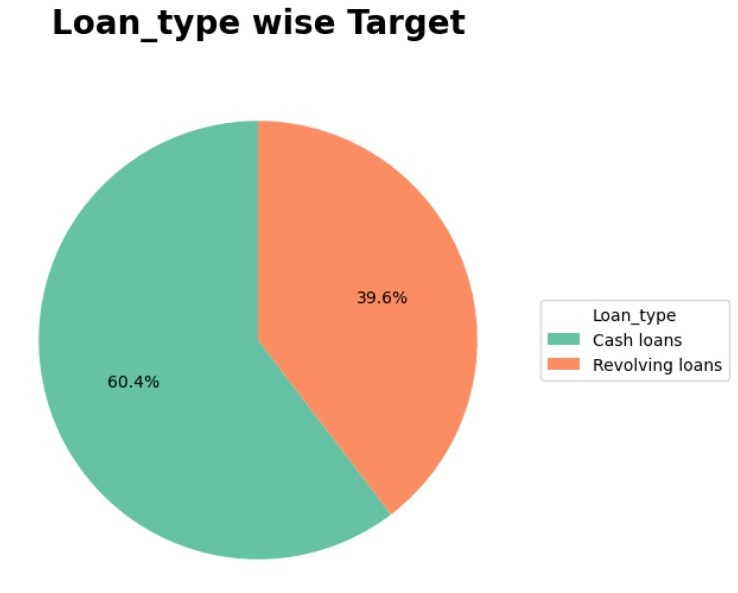 Loan_type wise Target
39.6%
60.4%
Loan_type
Cash loans
Revolving loans